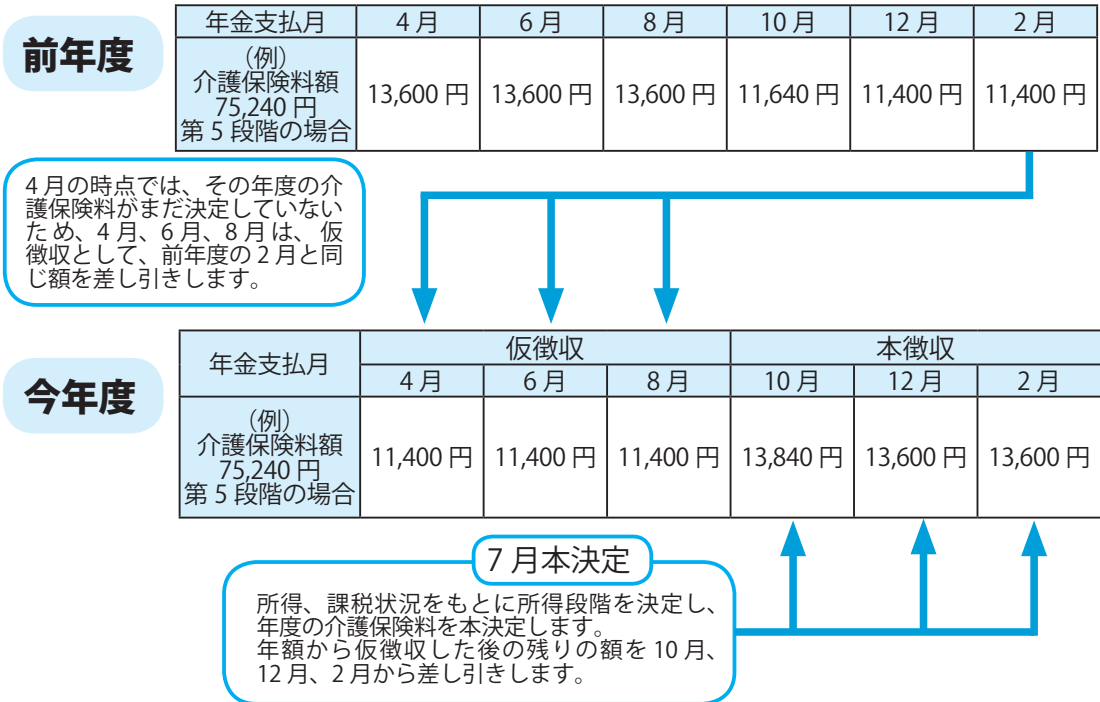 前年度
年金支払月 4月 6月 8月 10月 12月 2月
（例）
介護保険料額
75,240円
第5段階の場合
13,600円 13,600円 13,600円 11,640円 11,400円 11,400円
4月の時点では、その年度の介
護保険料がまだ決定していない
ため、4月、6月、8月は、仮
徴収として、前年度の2月と同
じ額を差し引きします。
今年度
年金支払月
仮徴収 本徴収
4月 6月 8月 10月 12月 2月
（例）
介護保険料額
75,240円
第5段階の場合
11,400円 11,400円 11,400円 13,840円 13,600円 13,600円
7月本決定
所得、課税状況をもとに所得段階を決定し、
年度の介護保険料を本決定します。
年額から仮徴収した後の残りの額を10月、
12月、2月から差し引きします。